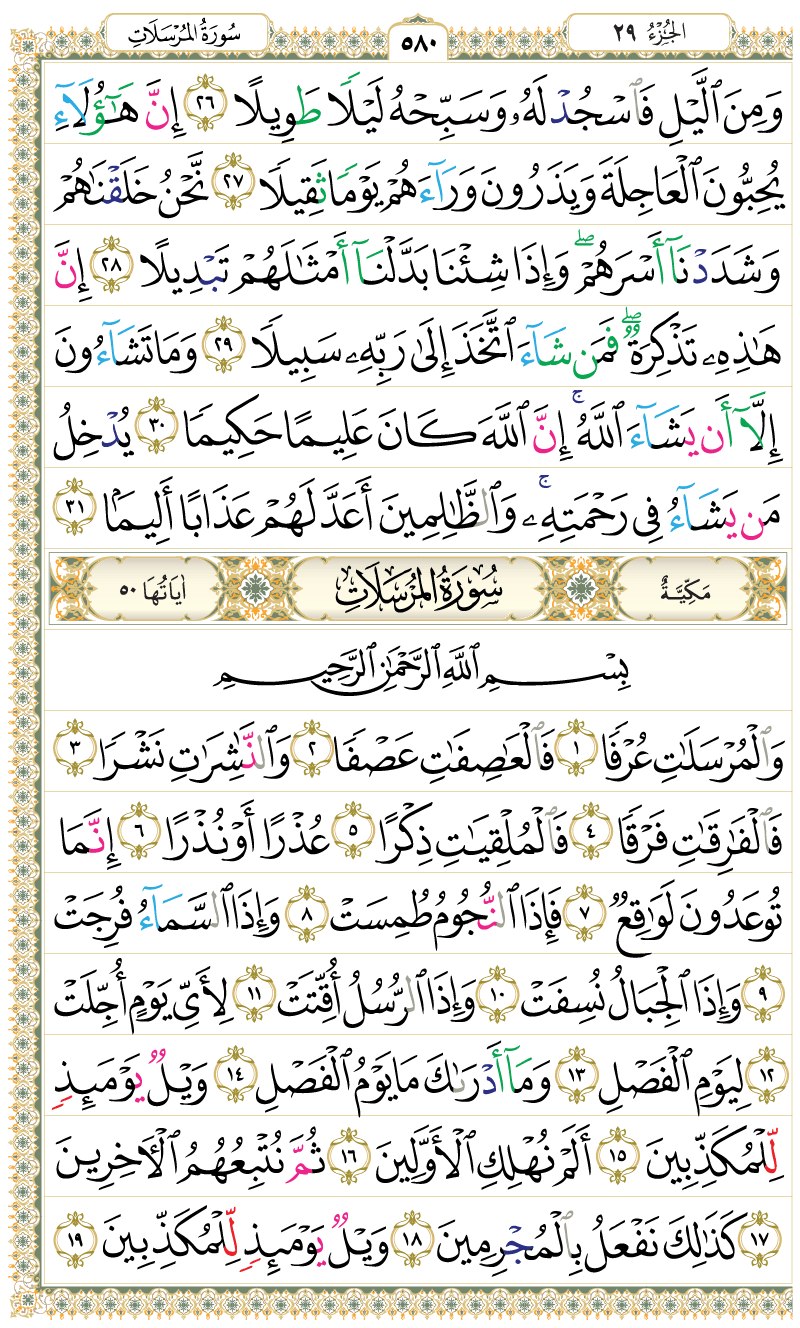 الجُزْءُ ٢٩ ٥٨٠ سُورَةُ المُرْسَلَاتِ
وَمِنَ ٱلَّيْلِ فَٱسْجُدْ لَهُۥ وَسَبِّحْهُ لَيْلًا طَوِيلًا ٢٦ إِنَّ هَـٰٓؤُلَآءِ
يُحِبُّونَ ٱلْعَاجِلَةَ وَيَذَرُونَ وَرَآءَهُمْ يَوْمًا ثَقِيلًا ٢٧ نَّحْنُ خَلَقْنَـٰهُمْ
وَشَدَدْنَآ أَسْرَهُمْ ۖ وَإِذَا شِئْنَا بَدَّلْنَآ أَمْثَـٰلَهُمْ تَبْدِيلًا ٢٨ إِنَّ
هَـٰذِهِۦ تَذْكِرَةٌ ۖ فَمَن شَآءَ ٱتَّخَذَ إِلَىٰ رَبِّهِۦ سَبِيلًا ٢٩ وَمَا تَشَآءُونَ
إِلَّآ أَن يَشَآءَ ٱللَّهُ ۚ إِنَّ ٱللَّهَ كَانَ عَلِيمًا حَكِيمًا ٣٠ يُدْخِلُ
مَن يَشَآءُ فِى رَحْمَتِهِۦ ۚ وَٱلظَّـٰلِمِينَ أَعَدَّ لَهُمْ عَذَابًا أَلِيمًۢا ٣١
مَكِّيَّةٌ سُورَةُ المُرْسَلَاتِ اٰيَاتُهَا ٥٠
بِسْمِ ٱللَّهِ ٱلرَّحْمَـٰنِ ٱلرَّحِيمِ
وَٱلْمُرْسَلَـٰتِ عُرْفًا ١ فَٱلْعَـٰصِفَـٰتِ عَصْفًا ٢ وَٱلنَّـٰشِرَٰتِ نَشْرًا ٣
فَٱلْفَـٰرِقَـٰتِ فَرْقًا ٤ فَٱلْمُلْقِيَـٰتِ ذِكْرًا ٥ عُذْرًا أَوْ نُذْرًا ٦ إِنَّمَا
تُوعَدُونَ لَوَٰقِعٌ ٧ فَإِذَا ٱلنُّجُومُ طُمِسَتْ ٨ وَإِذَا ٱلسَّمَآءُ فُرِجَتْ
٩ وَإِذَا ٱلْجِبَالُ نُسِفَتْ ١٠ وَإِذَا ٱلرُّسُلُ أُقِّتَتْ ١١ لِأَىِّ يَوْمٍ أُجِّلَتْ
١٢ لِيَوْمِ ٱلْفَصْلِ ١٣ وَمَآ أَدْرَىٰكَ مَا يَوْمُ ٱلْفَصْلِ ١٤ وَيْلٌ يَوْمَئِذٍ
لِّلْمُكَذِّبِينَ ١٥ أَلَمْ نُهْلِكِ ٱلْأَوَّلِينَ ١٦ ثُمَّ نُتْبِعُهُمُ ٱلْـَٔاخِرِينَ
١٧ كَذَٰلِكَ نَفْعَلُ بِٱلْمُجْرِمِينَ ١٨ وَيْلٌ يَوْمَئِذٍ لِّلْمُكَذِّبِينَ ١٩